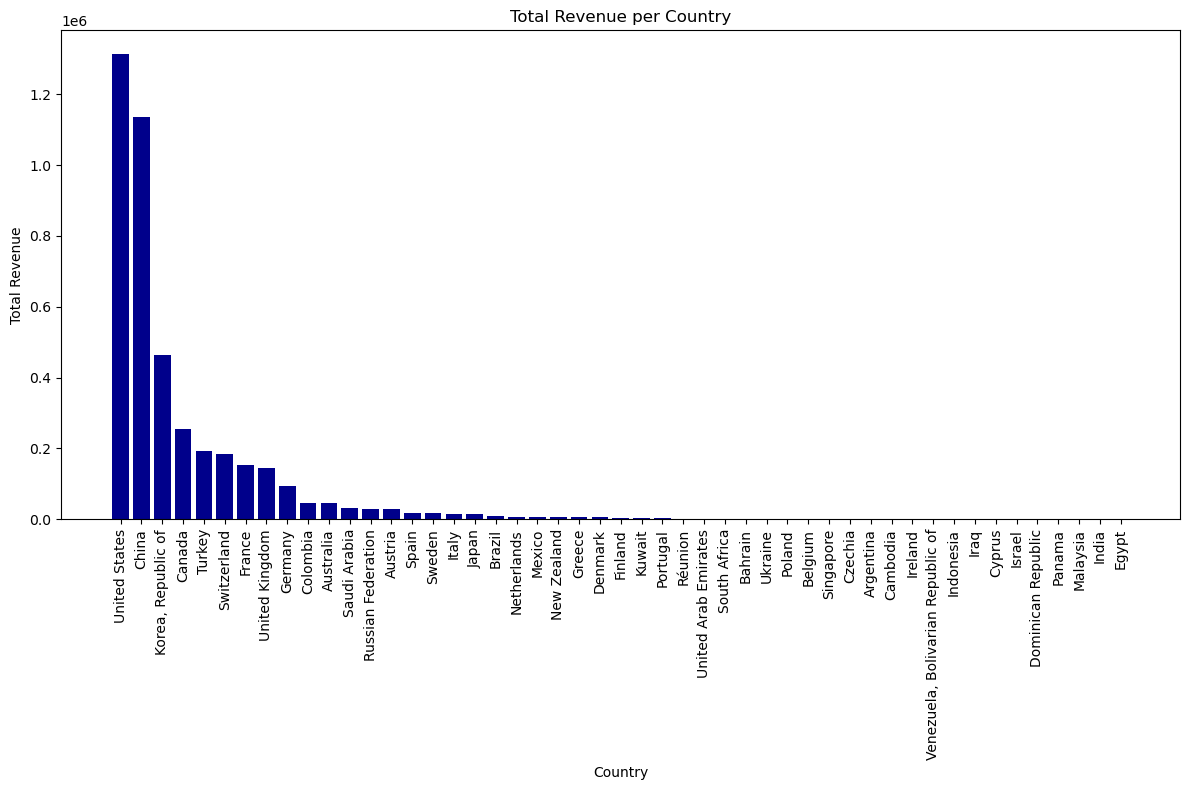 Total Revenue per Country
1e6
1.2
1.0
0.8
0.6
0.4
0.2
0.0
Total Revenue
United States
China
Korea, Republic of
Canada
Turkey
Switzerland
France
United Kingdom
Germany
Colombia
Australia
Saudi Arabia
Russian Federation
Austria
Spain
Sweden
Italy
Japan
Brazil
Netherlands
Mexico
New Zealand
Greece
Denmark
Finland
Kuwait
Portugal
Réunion
United Arab Emirates
South Africa
Bahrain
Ukraine
Poland
Belgium
Singapore
Czechia
Argentina
Cambodia
Ireland
Venezuela, Bolivarian Republic of
Indonesia
Iraq
Cyprus
Israel
Dominican Republic
Panama
Malaysia
India
Egypt
Country